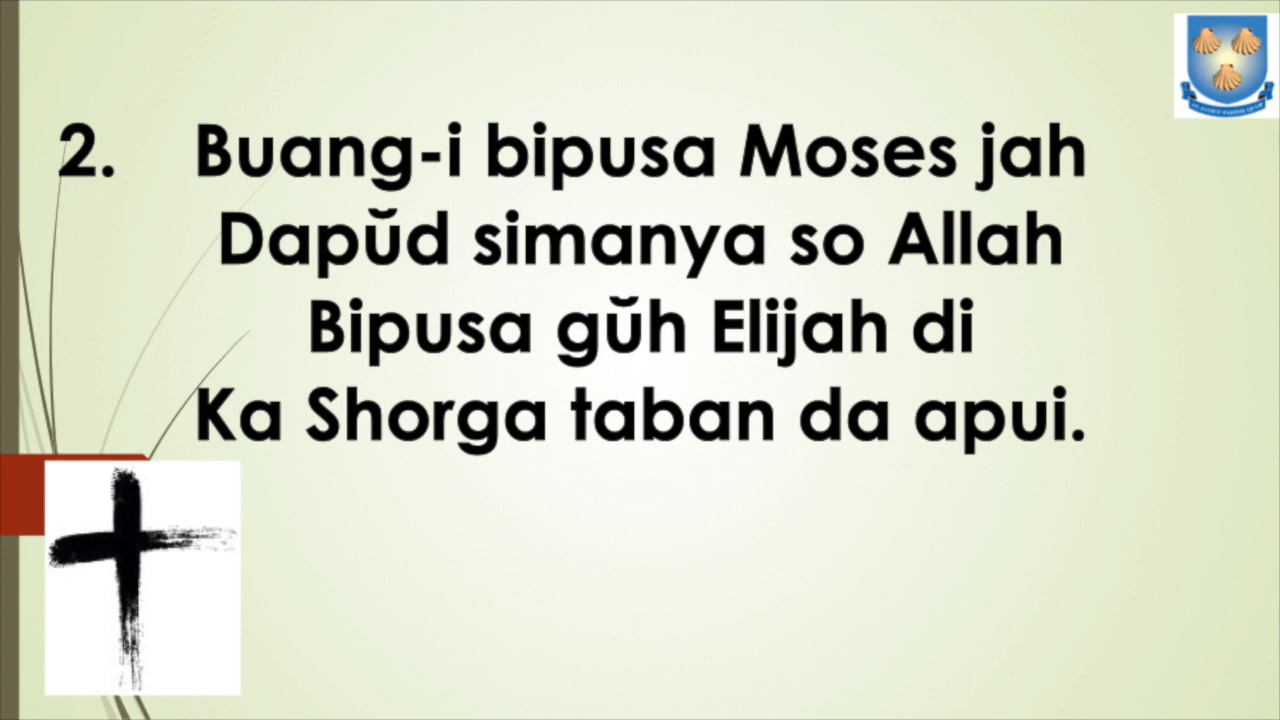 2. Buang-i bipusa Moses jah
Dapŭd simanya so Allah
Bipusa gŭh Elijah di
Ka Shorga taban da apui.